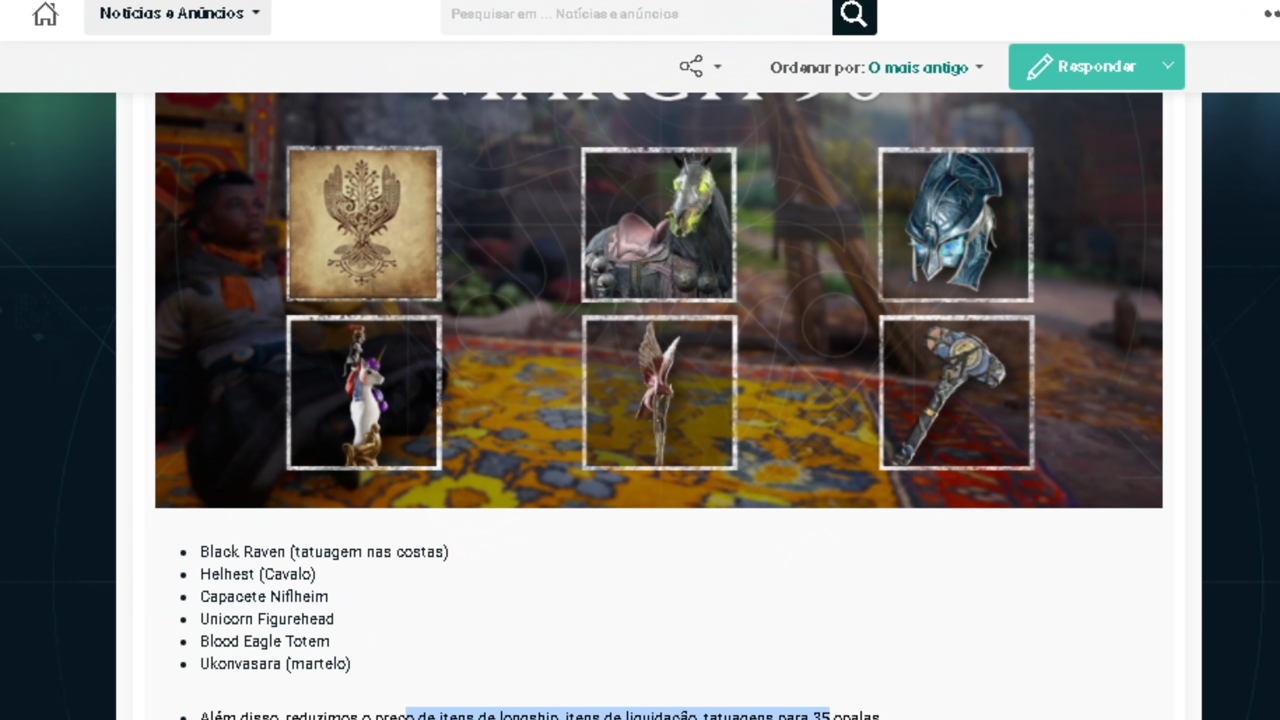 Notícias e Anúncios
Pesquisar em ... Notícias e anúncios
Ordenar por: O mais antigo
Responder
Black Raven (tatuagem nas costas)
Helhest (Cavalo)
Capacete Niflheim
Unicorn Figurehead
Blood Eagle Totem
Ukonvasara (martelo)
Além disso, reduzimos o preço de itens de longship, itens de liquidação, tatuagens para 35 opalas